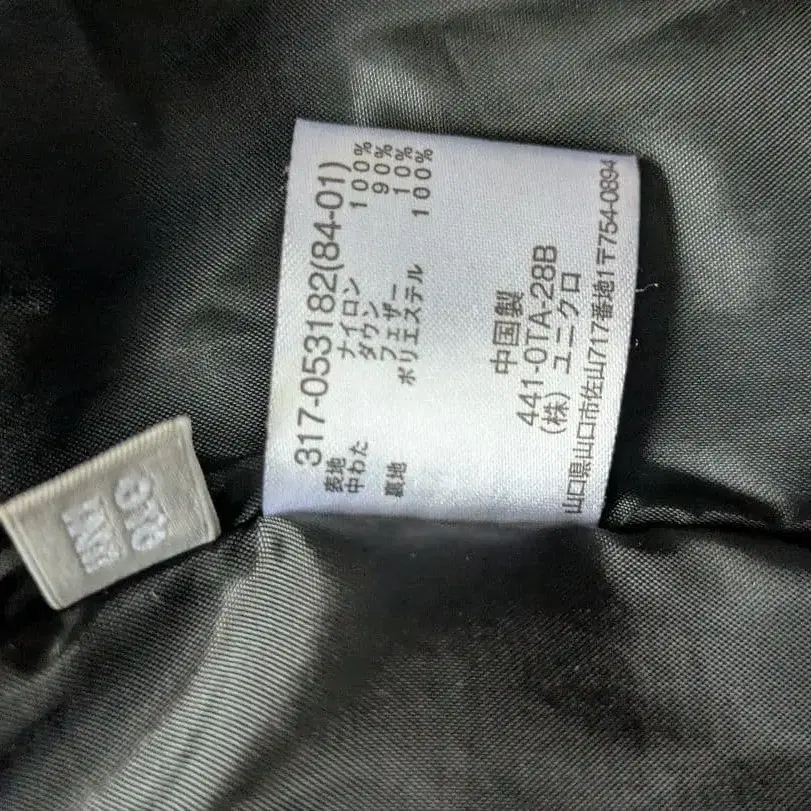 317-053182(84-01)
表地 ナイロン 100%
中わた ダウン 90%
フェザー 10%
裏地 ポリエステル 100%
中国製
441-0TA-28B
(株) ユニクロ
山口県山口市佐山717番地1〒754-0894